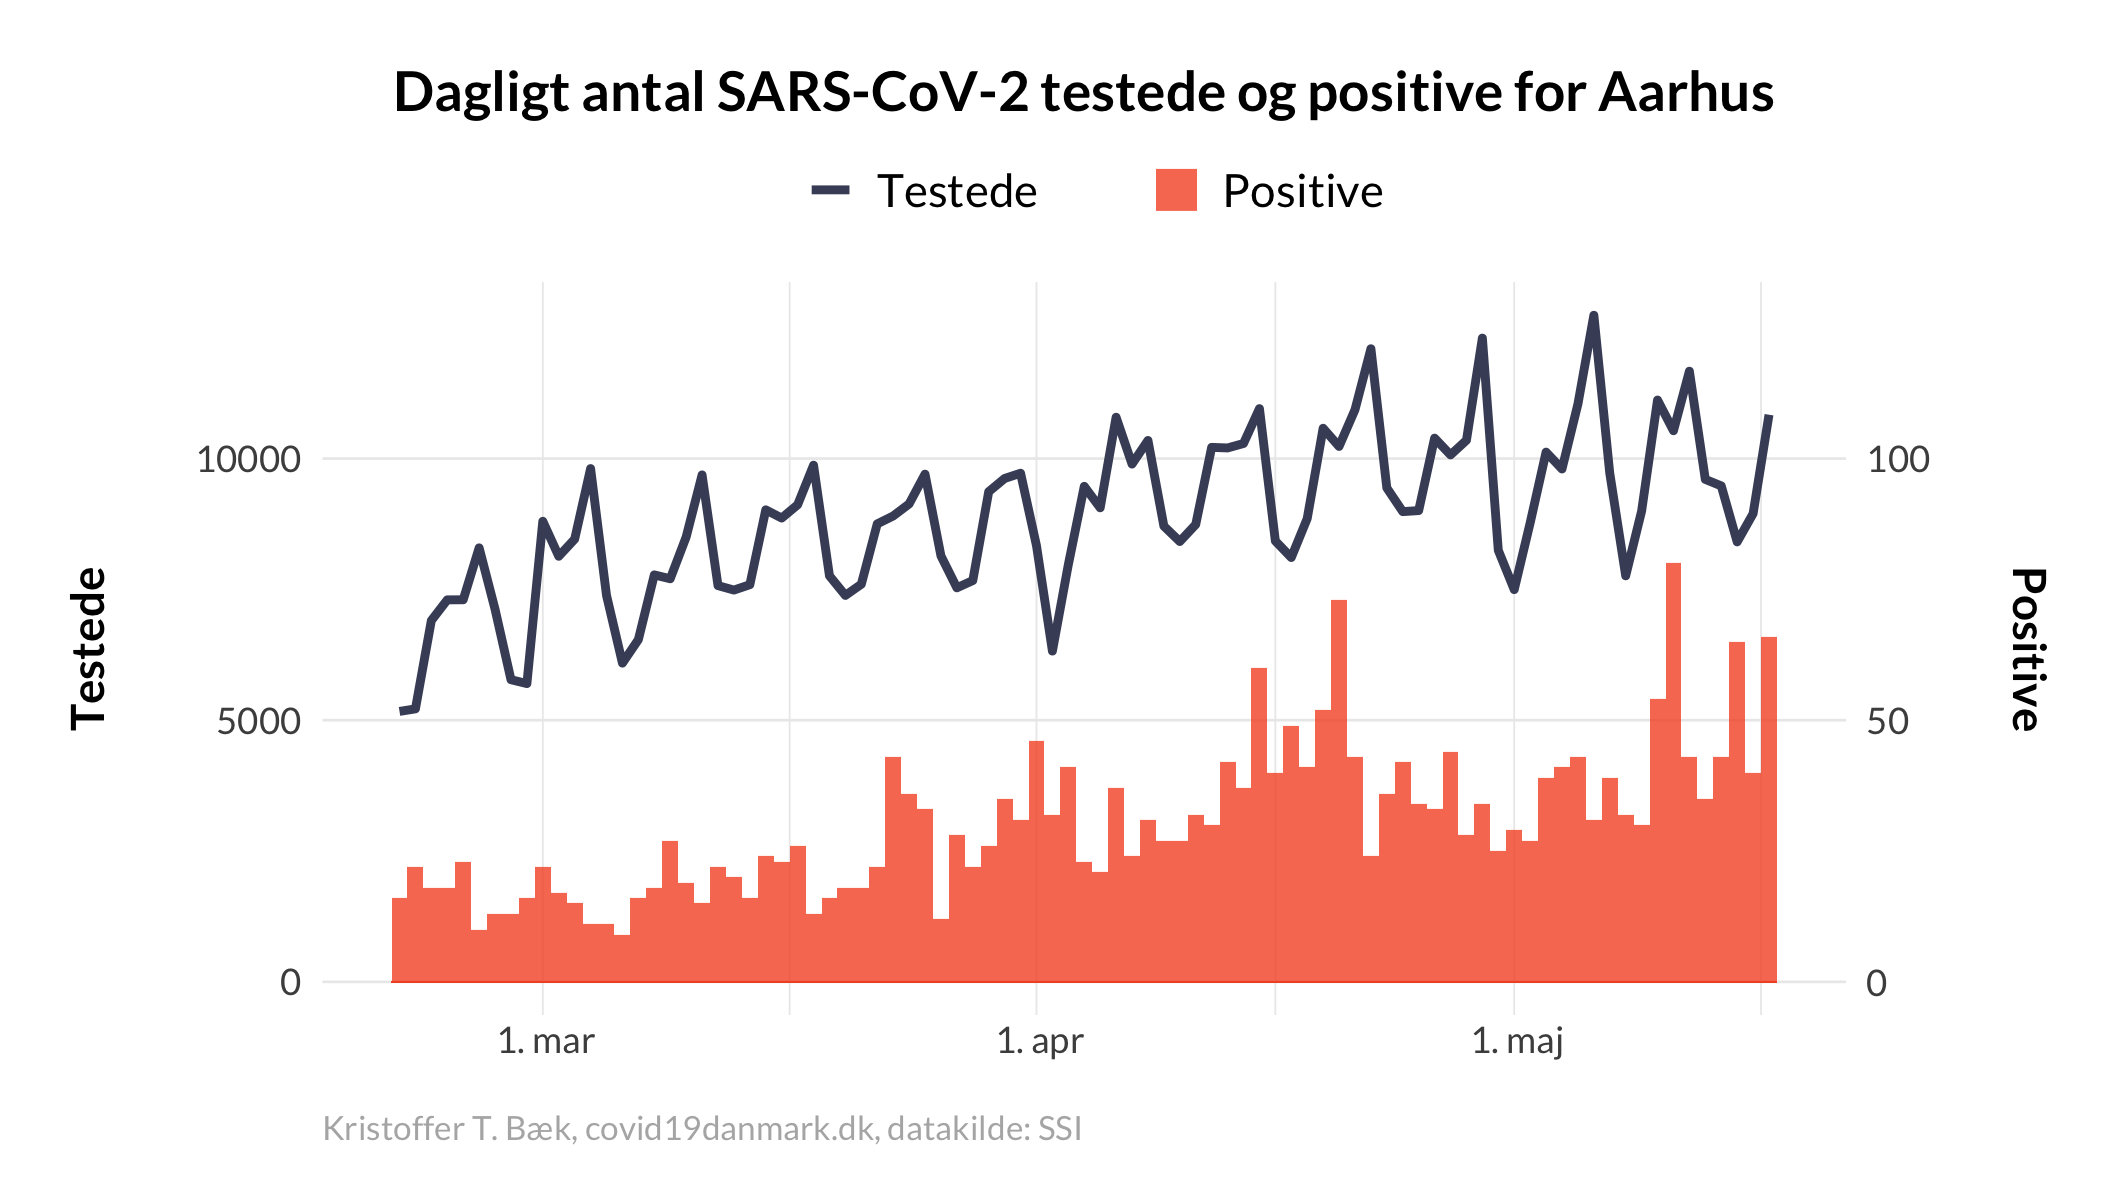 Dagligt antal SARS-CoV-2 testede og positive for Aarhus
Testede
Positive
10000
5000
0
Testede
100
50
0
Positive
1. mar
1. apr
1. maj
Kristoffer T. Bæk, covid19danmark.dk, datakilde: SSI